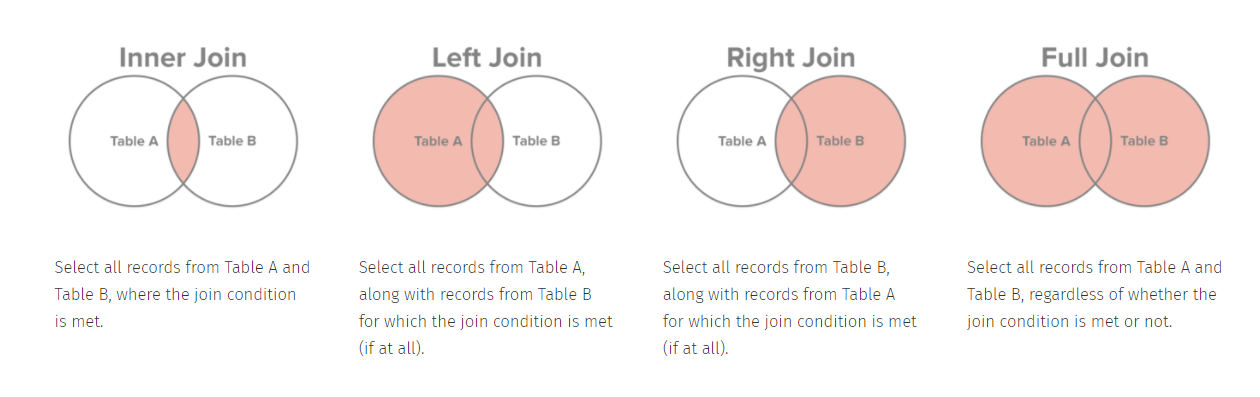 Inner Join
Table A
Table B
Select all records from Table A and
Table B, where the join condition
is met.
Left Join
Table A
Table B
Select all records from Table A,
along with records from Table B
for which the join condition is met
(if at all).
Right Join
Table A
Table B
Select all records from Table B,
along with records from Table A
for which the join condition is met
(if at all).
Full Join
Table A
Table B
Select all records from Table A and
Table B, regardless of whether the
join condition is met or not.